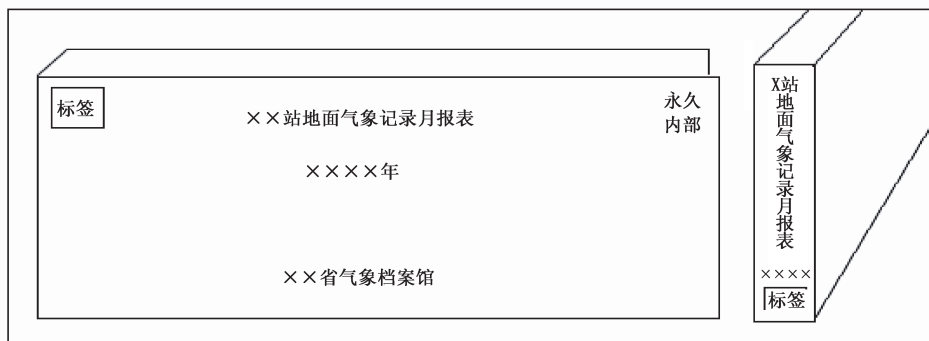 标签
××站地面气象记录月报表
永久
内部
××××年
××省气象档案馆
X站地面气象记录月报表
××××
标签